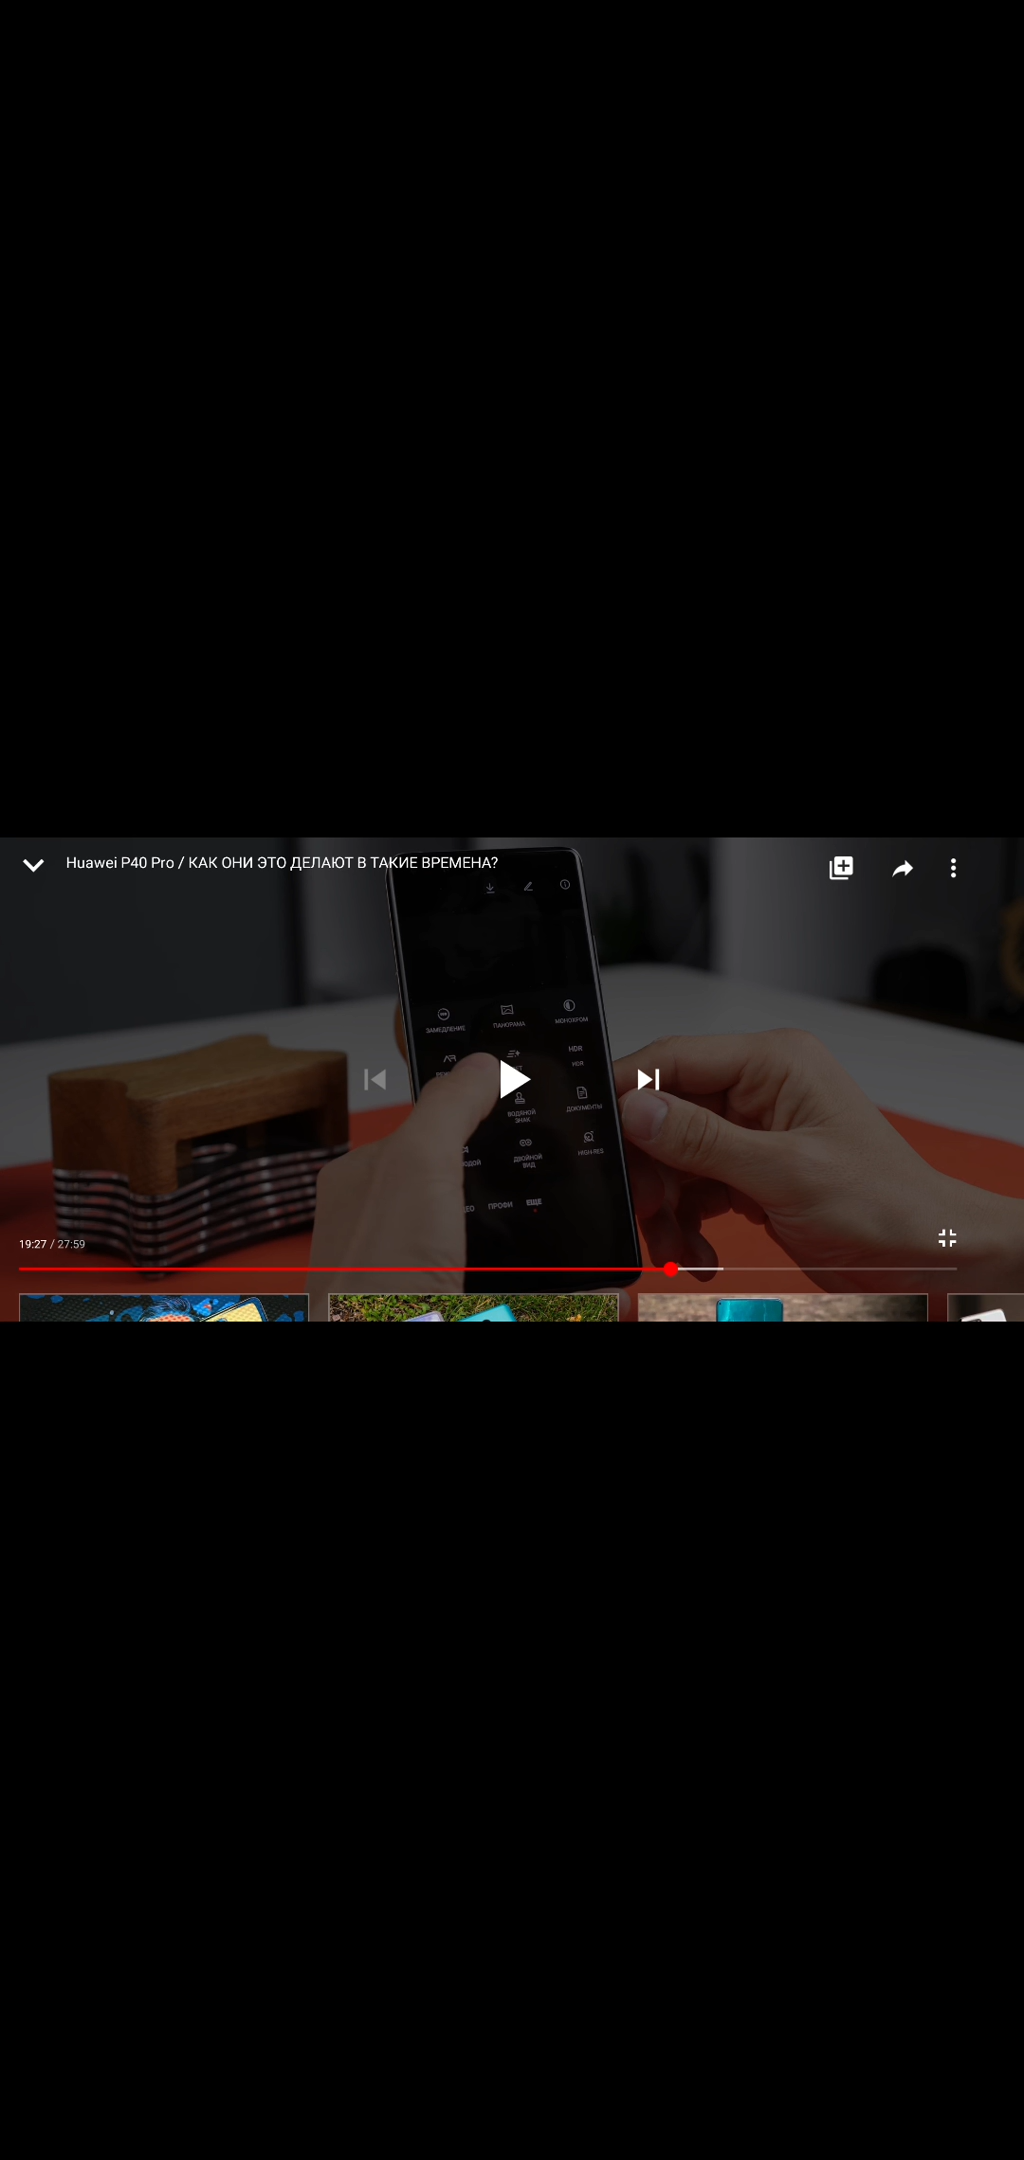 Huawei P40 Pro / КАК ОНИ ЭТО ДЕЛАЮТ В ТАКИЕ ВРЕМЕНА?
ЗАМЕДЛЕНИЕ
ПАНОРАМА
МОНОХРОМ
HDR
HDR
ВОДЯНОЙ
ЗНАК
ДОКУМЕНТЫ
ДВОЙНОЙ
ВИД
HIGH-RES
ПРОФИ
ЕЩЕ
19:27 / 27:59